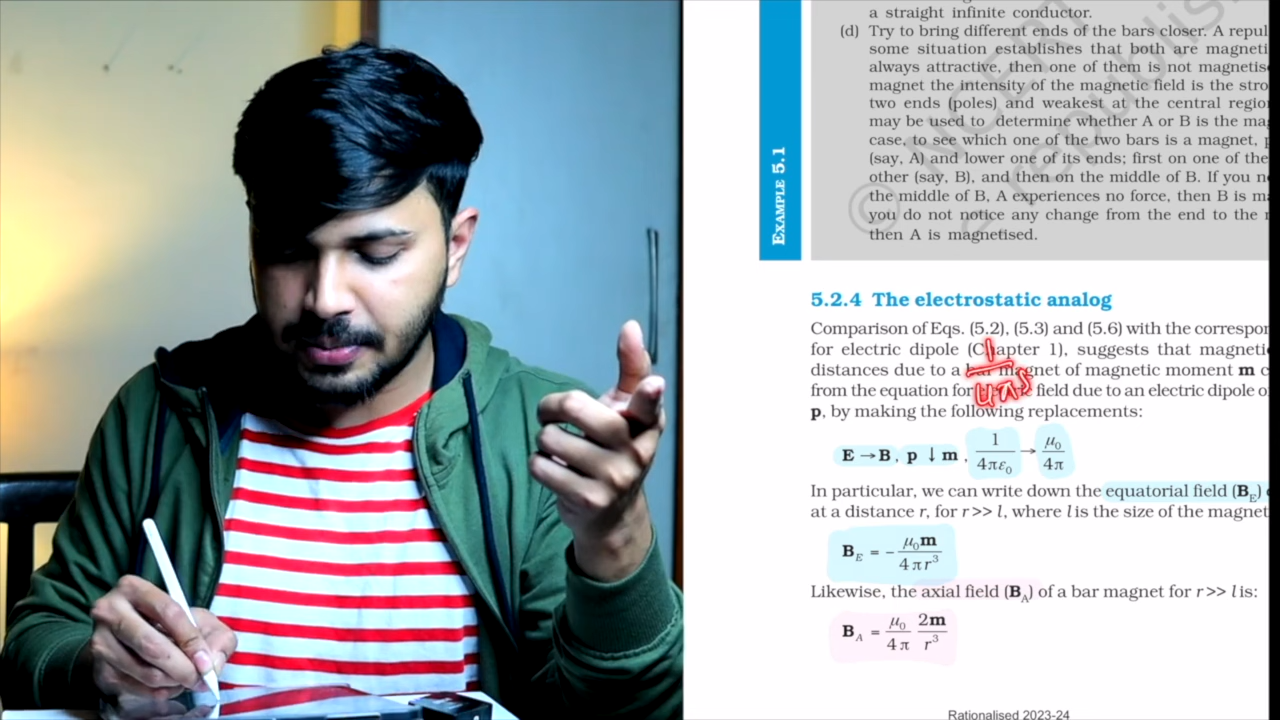 a straight infinite conductor.
(d) Try to bring different ends of the bars closer. A repul
some situation establishes that both are magneti
always attractive, then one of them is not magnetis
magnet the intensity of the magnetic field is the stro
two ends (poles) and weakest at the central regio
may be used to determine whether A or B is the ma
case, to see which one of the two bars is a magnet, p
(say, A) and lower one of its ends; first on one of the
other (say, B), and then on the middle of B. If you n
the middle of B, A experiences no force, then B is m
you do not notice any change from the end to the
then A is magnetised.
EXAMPLE 5.1
5.2.4 The electrostatic analog
Comparison of Eqs. (5.2), (5.3) and (5.6) with the correspon
for electric dipole (Chapter 1), suggests that magneti
distances due to a bar magnet of magnetic moment m c
from the equation for field due to an electric dipole o
p, by making the following replacements:
E → B, p ↓ m, 1/4πε₀ → μ₀/4π
In particular, we can write down the equatorial field (B_E)
at a distance r, for r >> l, where l is the size of the magnet
B_E = - μ₀m/4πr³
Likewise, the axial field (B_A) of a bar magnet for r >> l is:
B_A = μ₀/4π 2m/r³
Rationalised 2023-24